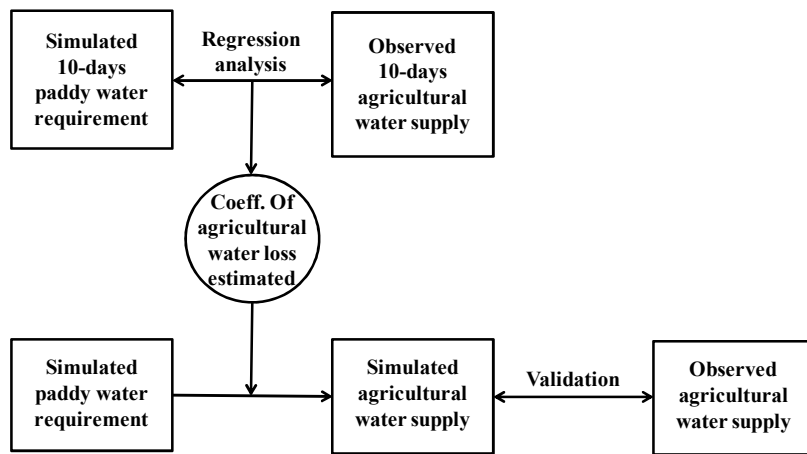 Simulated
10-days
paddy water
requirement
Regression
analysis
Observed
10-days
agricultural
water supply
Coeff. Of
agricultural
water loss
estimated
Simulated
paddy water
requirement
Simulated
agricultural
water supply
Validation
Observed
agricultural
water supply